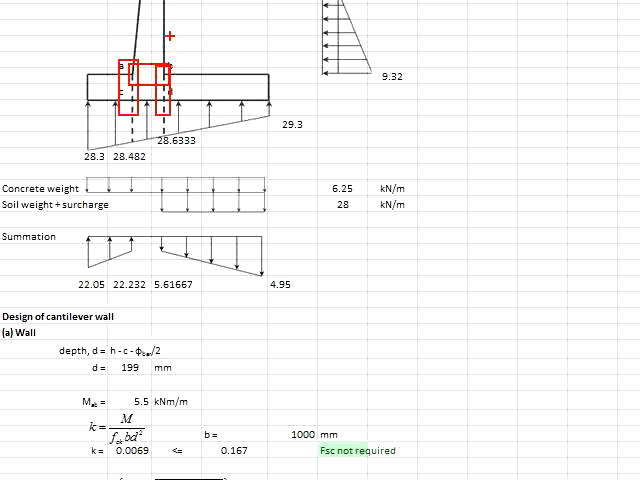 a b
9.32
c d
29.3
28.6333
28.3 28.482
Concrete weight 6.25 kN/m
Soil weight + surcharge 28 kN/m
Summation
22.05 22.232 5.61667 4.95
Design of cantilever wall
(a) Wall
depth, d = h - c - ϕbar/2
d = 199 mm
Mab = 5.5 kNm/m
k = M / fck bd²
b = 1000 mm
k = 0.0069 <= 0.167 Fsc not required